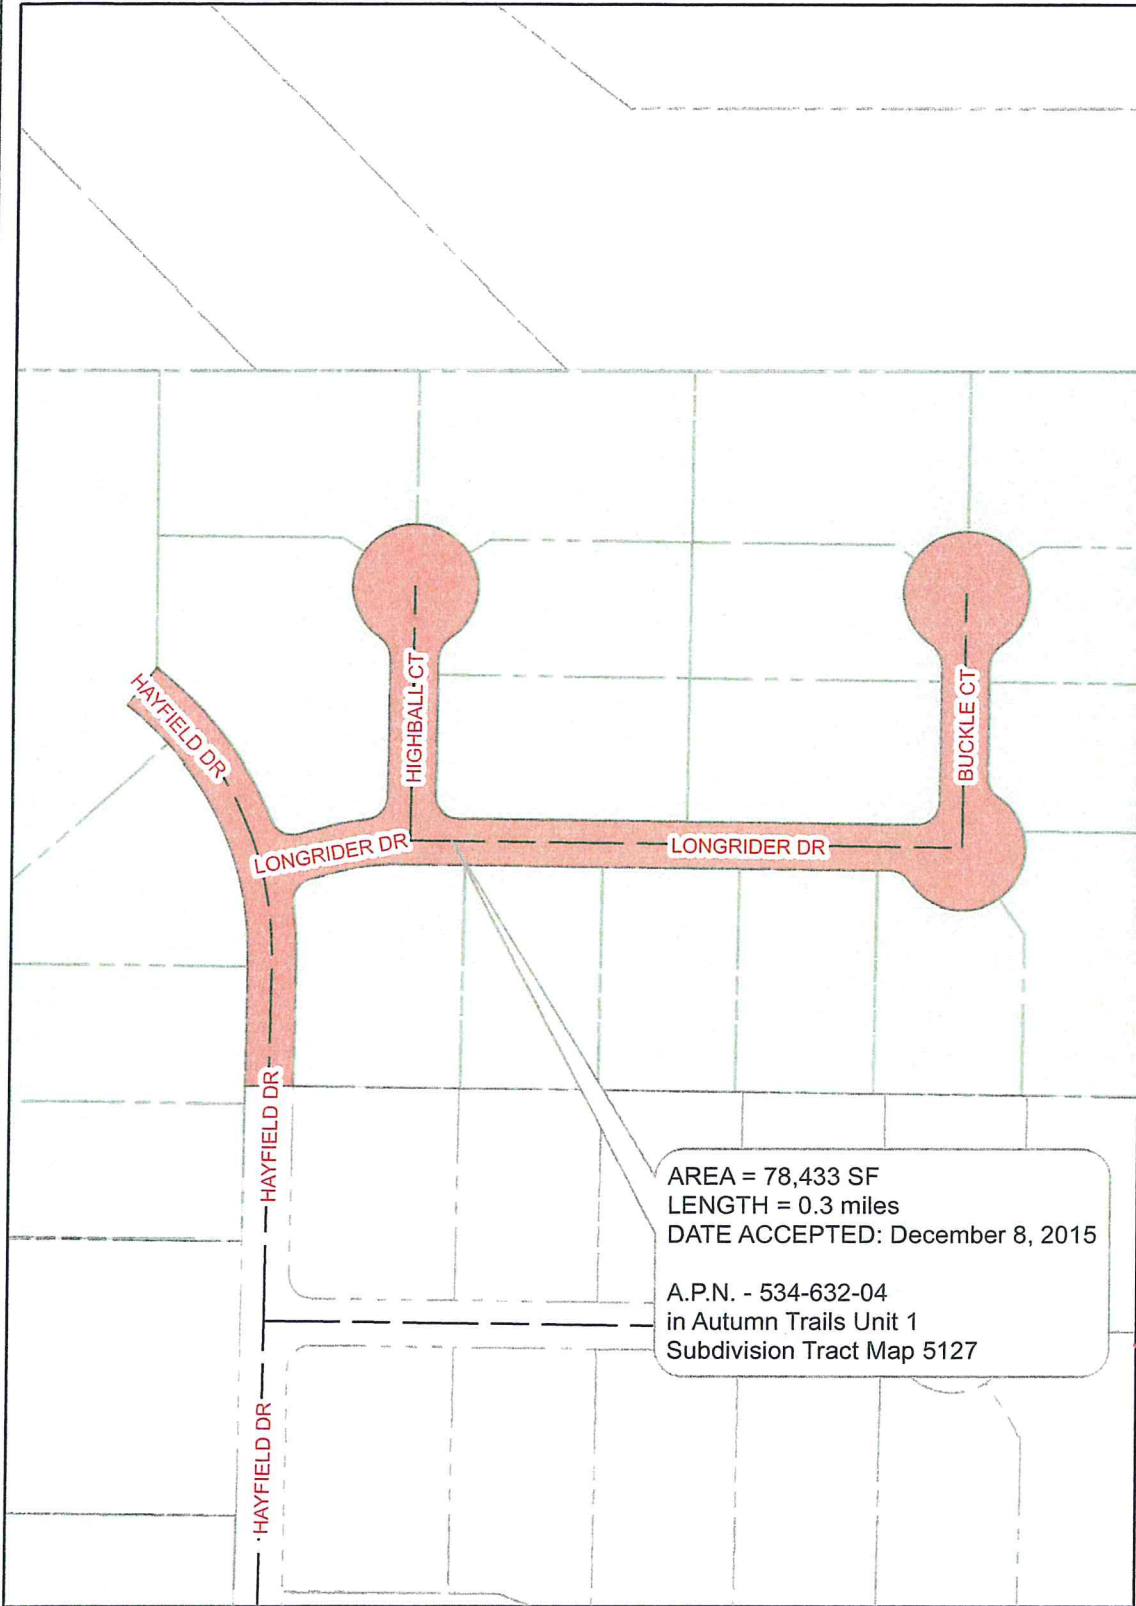 HAYFIELD DR
HIGHBALL CT
BUCKLE CT
LONGRIDER DR
LONGRIDER DR
HAYFIELD DR
AREA = 78,433 SF
LENGTH = 0.3 miles
DATE ACCEPTED: December 8, 2015
A.P.N. - 534-632-04
in Autumn Trails Unit 1
Subdivision Tract Map 5127
HAYFIELD DR